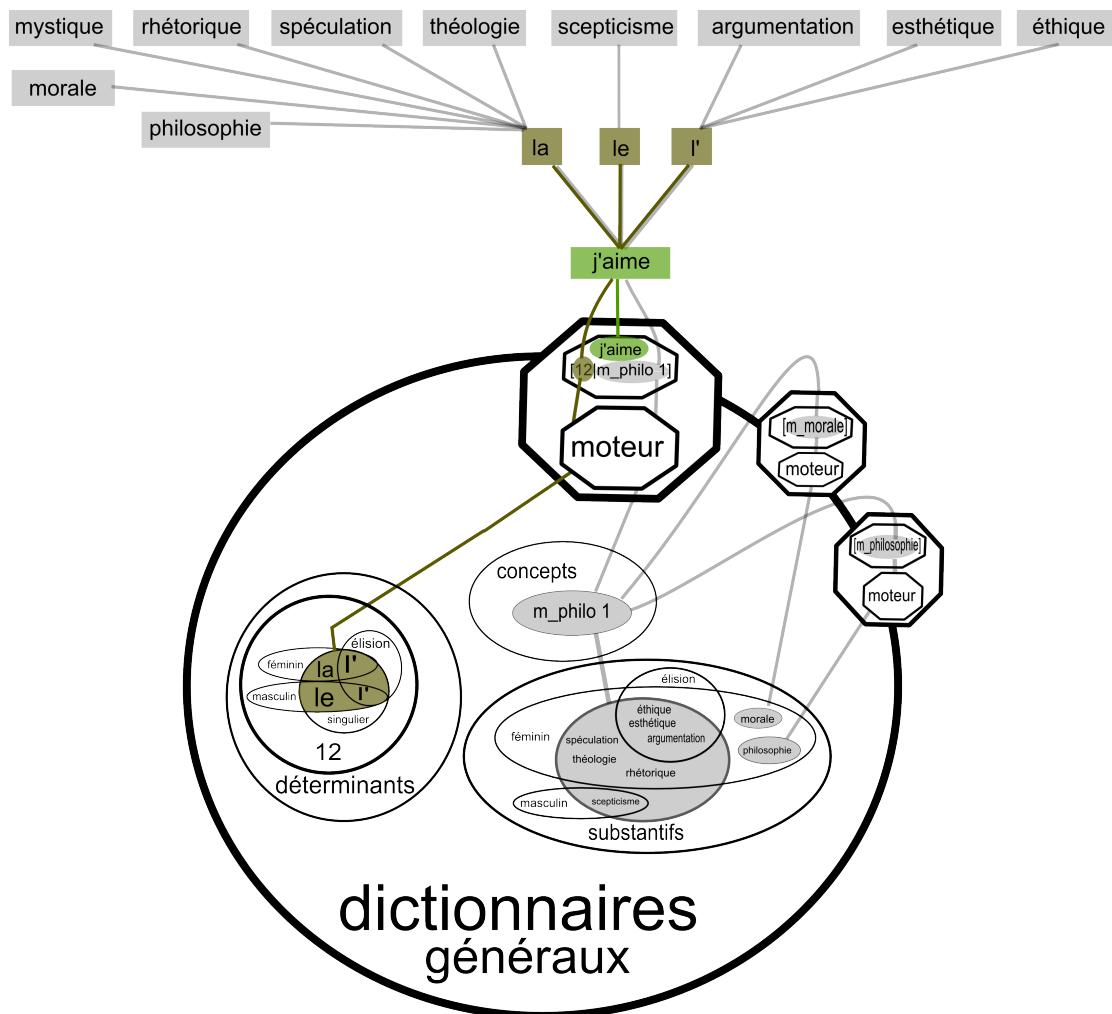 mystique
rhétorique
spéculation
théologie
scepticisme
argumentation
esthétique
éthique
morale
philosophie
la
le
l'
j'aime
j'aime
[12|m_philo 1]
moteur
[m_morale]
moteur
[m_philosophie]
moteur
concepts
m_philo 1
élision
féminin
la
l'
masculin
le
l'
singulier
12
déterminants
élision
éthique
esthétique
argumentation
féminin
spéculation
théologie
rhétorique
morale
philosophie
masculin
scepticisme
substantifs
dictionnaires
généraux